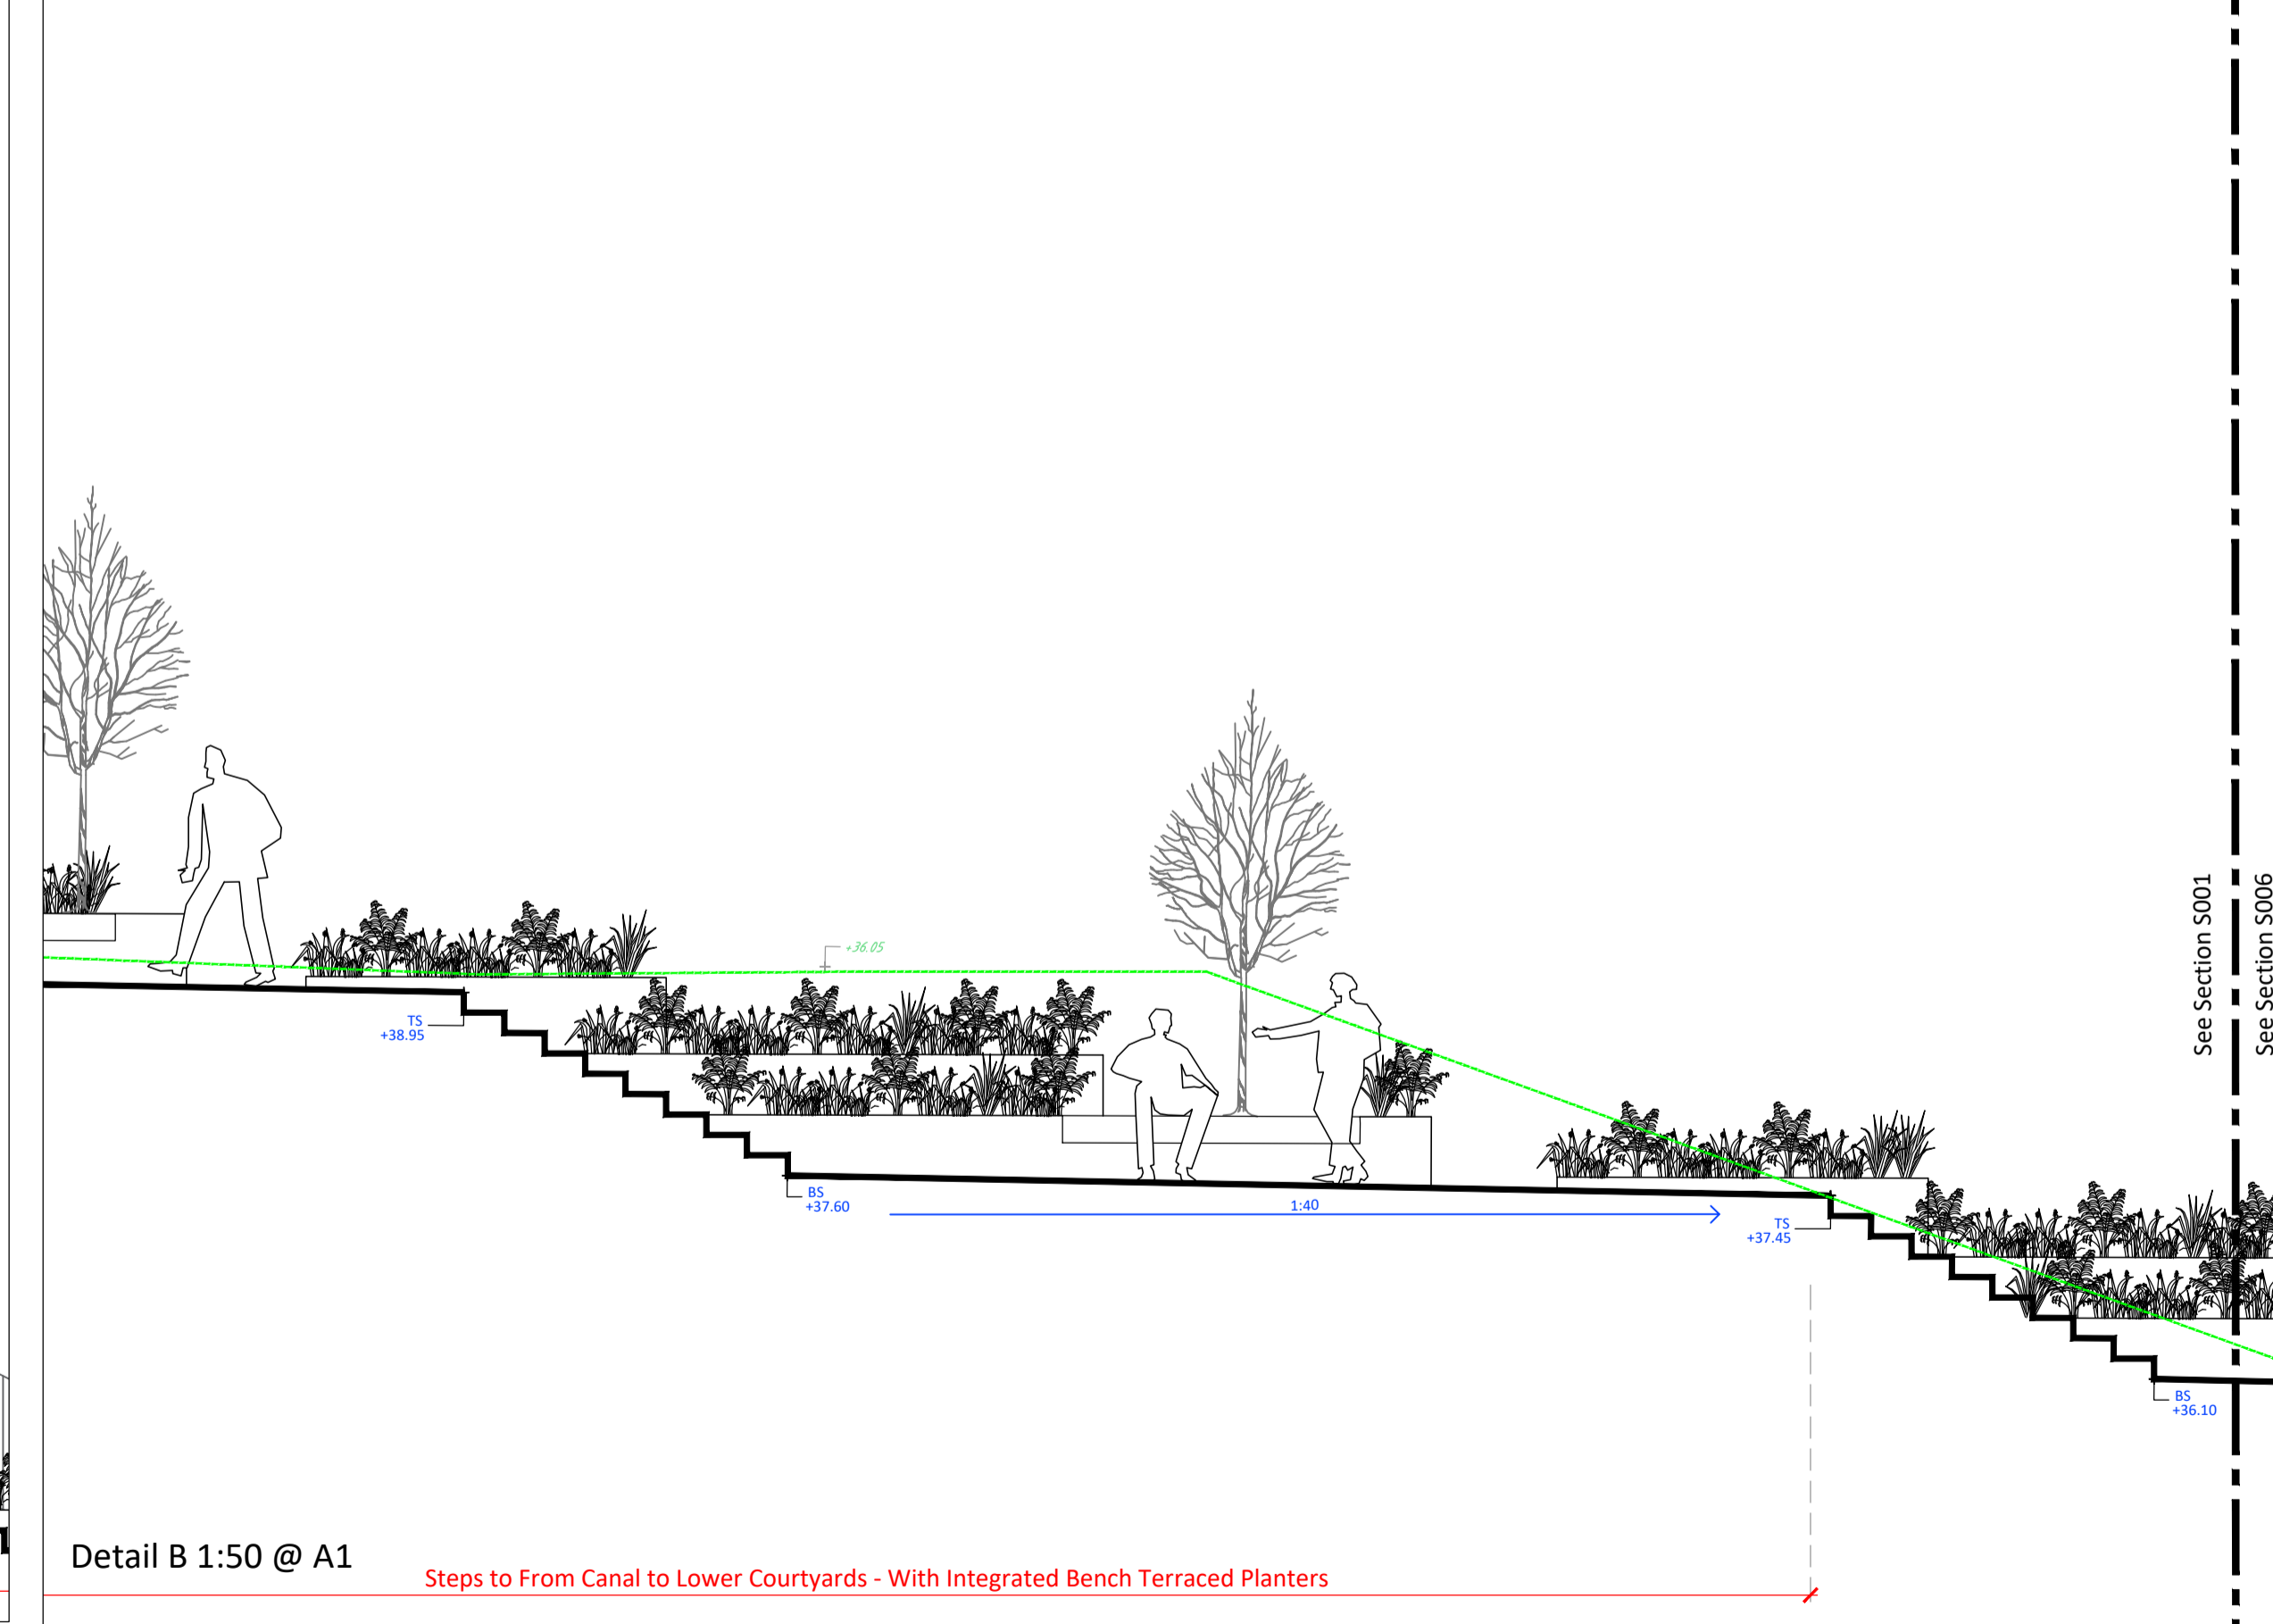 +36.05
See Section S001
See Section S006
TS
+38.95
BS
+37.60
1:40
TS
+37.45
BS
+36.10
Detail B 1:50 @ A1
Steps to From Canal to Lower Courtyards - With Integrated Bench Terraced Planters